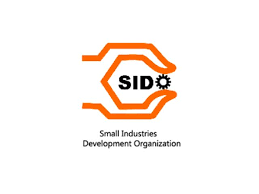 SIDO
Small Industries
Development Organization